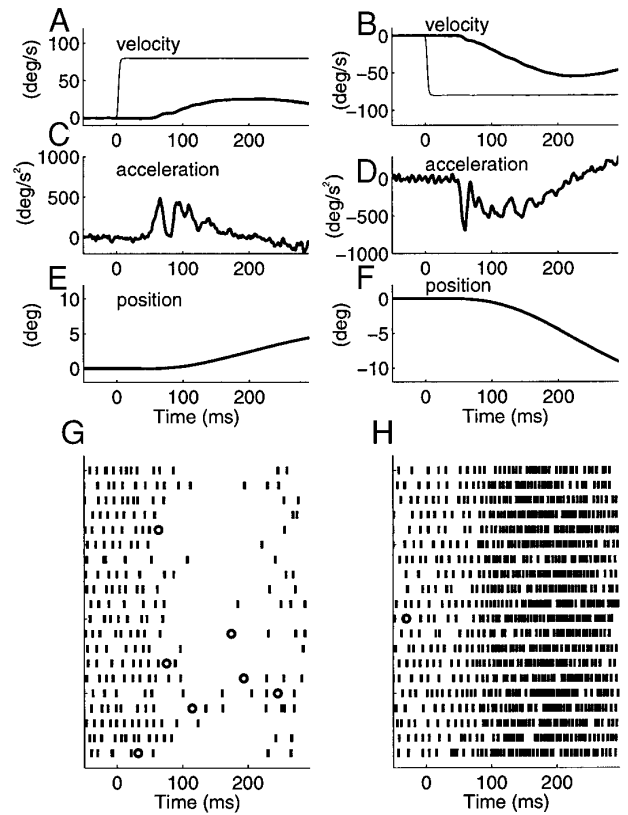 A
velocity
(deg/s)
100
50
0
0
100
200
B
velocity
(deg/s)
0
−50
−100
0
100
200
C
acceleration
(deg/s²)
1000
500
0
0
100
200
D
acceleration
(deg/s²)
0
−500
−1000
0
100
200
E
position
(deg)
10
5
0
0
100
200
Time (ms)
F
position
(deg)
0
−5
−10
0
100
200
Time (ms)
G
0
100
200
Time (ms)
H
0
100
200
Time (ms)